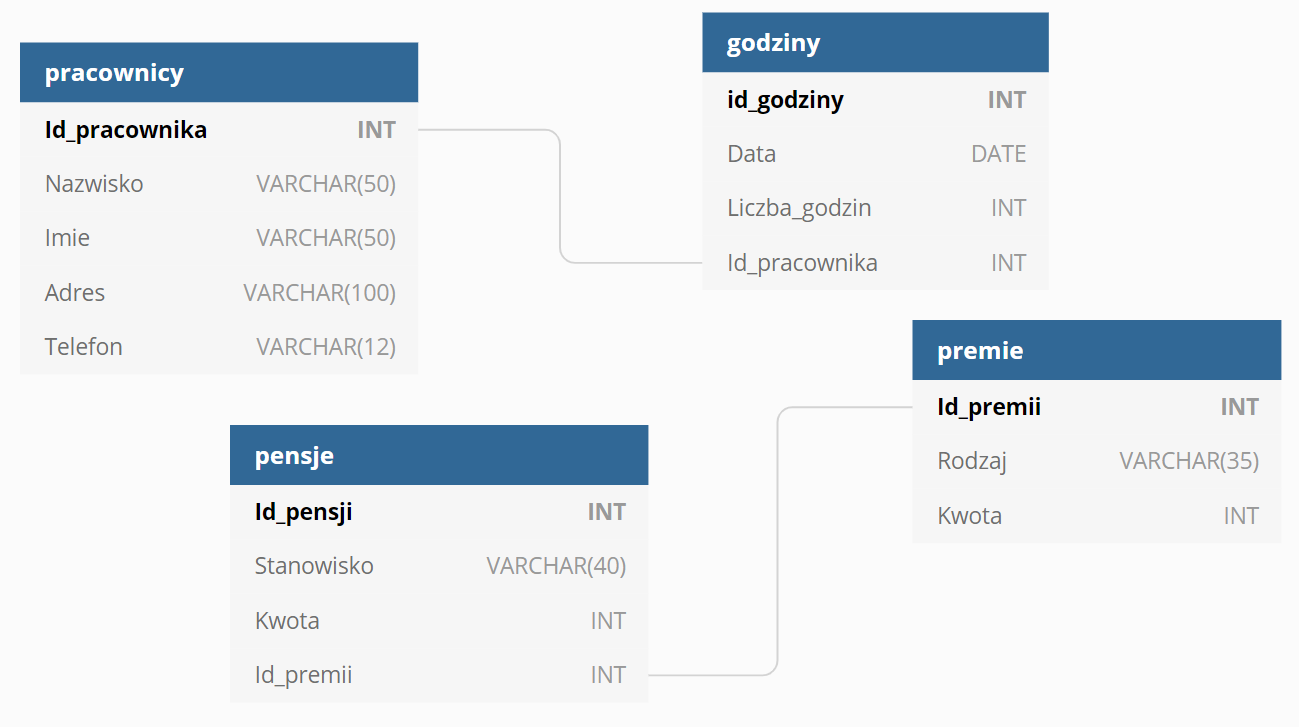 pracownicy
Id_pracownika INT
Nazwisko VARCHAR(50)
Imie VARCHAR(50)
Adres VARCHAR(100)
Telefon VARCHAR(12)
godziny
id_godziny INT
Data DATE
Liczba_godzin INT
Id_pracownika INT
pensje
Id_pensji INT
Stanowisko VARCHAR(40)
Kwota INT
Id_premii INT
premie
Id_premii INT
Rodzaj VARCHAR(35)
Kwota INT